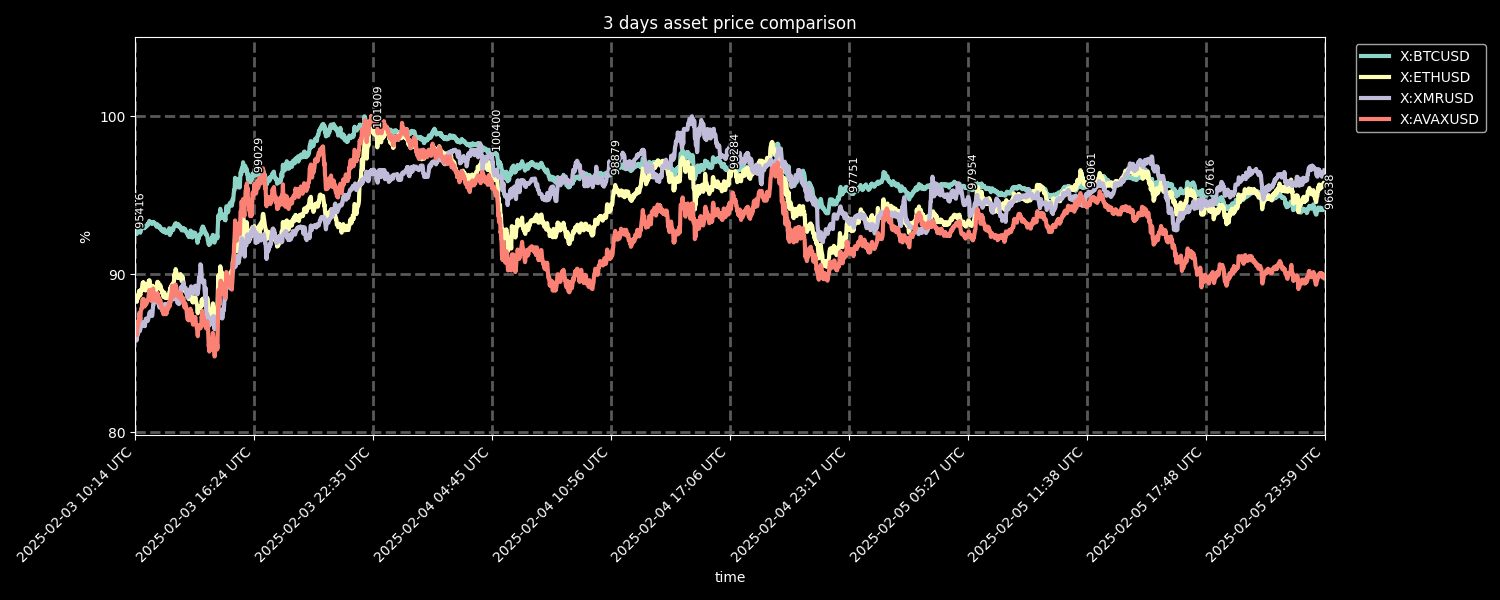 3 days asset price comparison
X:BTCUSD
X:ETHUSD
X:XMRUSD
X:AVAXUSD
100
90
80
%
95416
99029
101909
100400
98879
99284
97751
97954
98061
97616
96638
2025-02-03 10:14 UTC
2025-02-03 16:24 UTC
2025-02-03 22:35 UTC
2025-02-04 04:45 UTC
2025-02-04 10:56 UTC
2025-02-04 17:06 UTC
2025-02-04 23:17 UTC
2025-02-05 05:27 UTC
2025-02-05 11:38 UTC
2025-02-05 17:48 UTC
2025-02-05 23:59 UTC
time